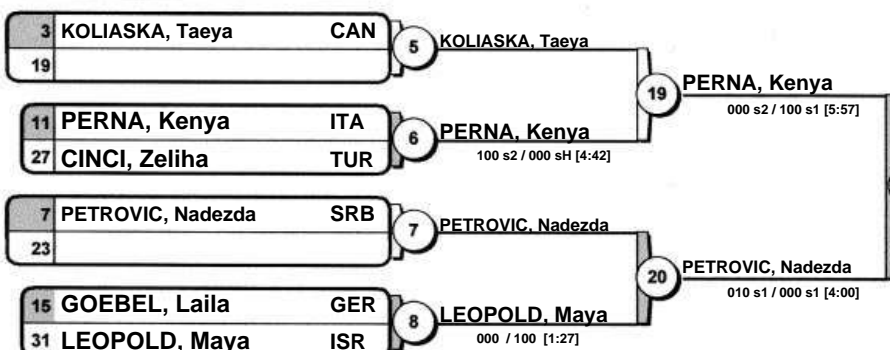 3 KOLIASKA, Taeya CAN
19
5 KOLIASKA, Taeya
11 PERNA, Kenya ITA
27 CINCI, Zeliha TUR
6 PERNA, Kenya
100 s2 / 000 sH [4:42]
19 PERNA, Kenya
000 s2 / 100 s1 [5:57]
7 PETROVIC, Nadezda SRB
23
7 PETROVIC, Nadezda
15 GOEBEL, Laila GER
31 LEOPOLD, Maya ISR
8 LEOPOLD, Maya
000 / 100 [1:27]
20 PETROVIC, Nadezda
010 s1 / 000 s1 [4:00]